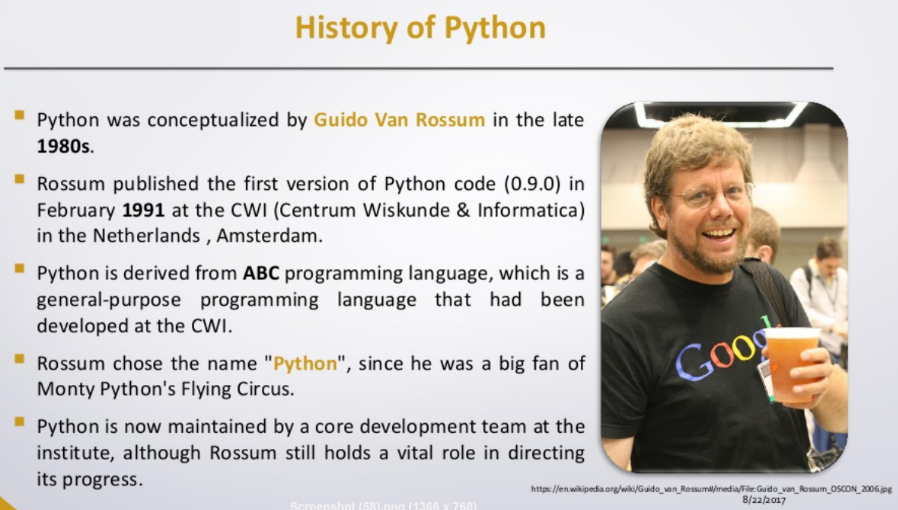 History of Python
Python was conceptualized by Guido Van Rossum in the late
1980s.
Rossum published the first version of Python code (0.9.0) in
February 1991 at the CWI (Centrum Wiskunde & Informatica)
in the Netherlands , Amsterdam.
Python is derived from ABC programming language, which is a
general-purpose programming language that had been
developed at the CWI.
Rossum chose the name "Python", since he was a big fan of
Monty Python's Flying Circus.
Python is now maintained by a core development team at the
institute, although Rossum still holds a vital role in directing
its progress.
Google
https://en.wikipedia.org/wiki/Guido_van_Rossum#/media/File:Guido_van_Rossum_OSCON_2006.jpg
8/22/2017
Screenshot (58).png (1366 x 768)